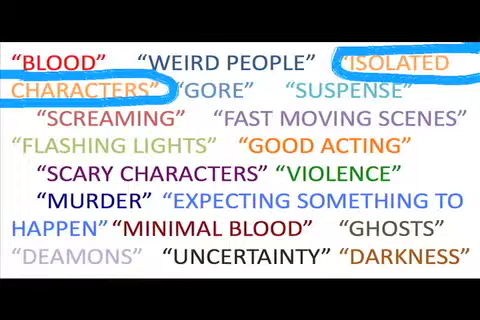 “BLOOD” “WEIRD PEOPLE” “ISOLATED
CHARACTERS” “GORE” “SUSPENSE”
“SCREAMING” “FAST MOVING SCENES”
“FLASHING LIGHTS” “GOOD ACTING”
“SCARY CHARACTERS” “VIOLENCE”
“MURDER” “EXPECTING SOMETHING TO
HAPPEN” “MINIMAL BLOOD” “GHOSTS”
“DEAMONS” “UNCERTAINTY” “DARKNESS”